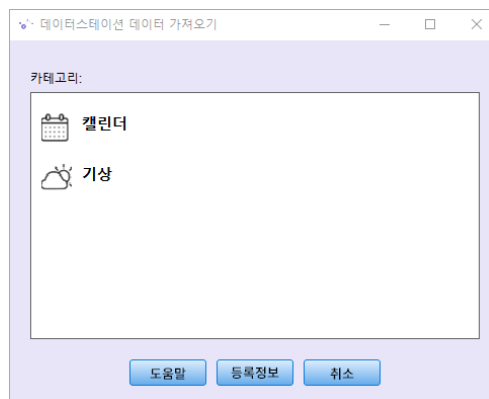 데이터스테이션 데이터 가져오기
카테고리:
캘린더
기상
도움말 등록정보 취소